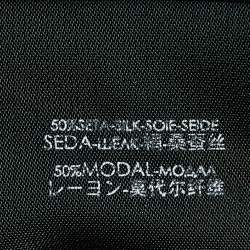 50%SETA-SILK-SOIE-SEIDE
SEDA-ШЕЛК-絹-桑蚕丝
50%MODAL-МОДАЛ
レーヨン-莫代尔纤维